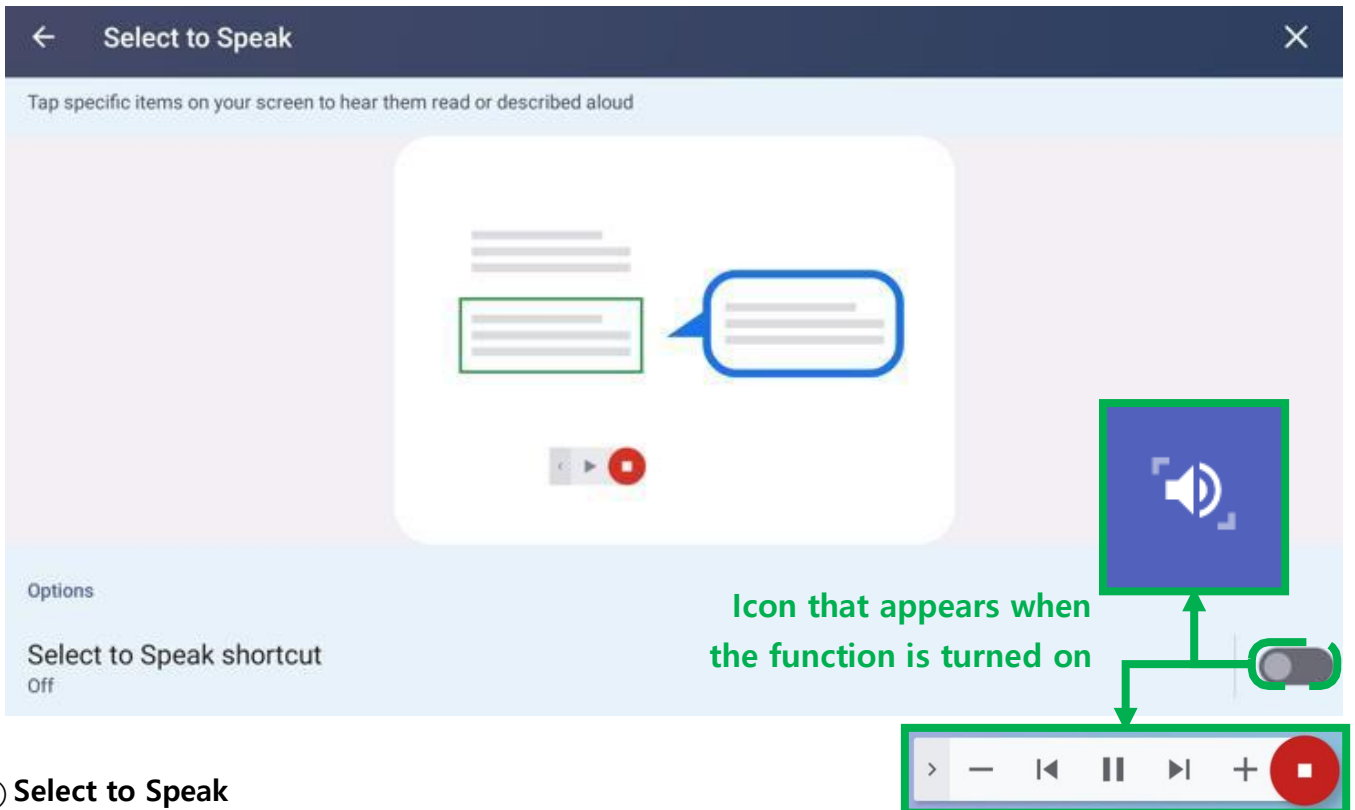 Select to Speak
Tap specific items on your screen to hear them read or described aloud
Options
Icon that appears when
the function is turned on
Select to Speak shortcut
Off
Select to Speak